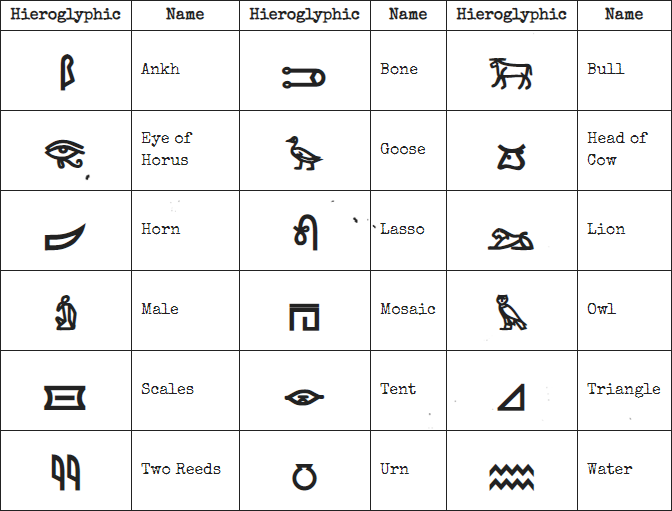 Hieroglyphic Name Hieroglyphic Name Hieroglyphic Name
Ankh Bone Bull
Eye of Horus Goose Head of Cow
Horn Lasso Lion
Male Mosaic Owl
Scales Tent Triangle
Two Reeds Urn Water